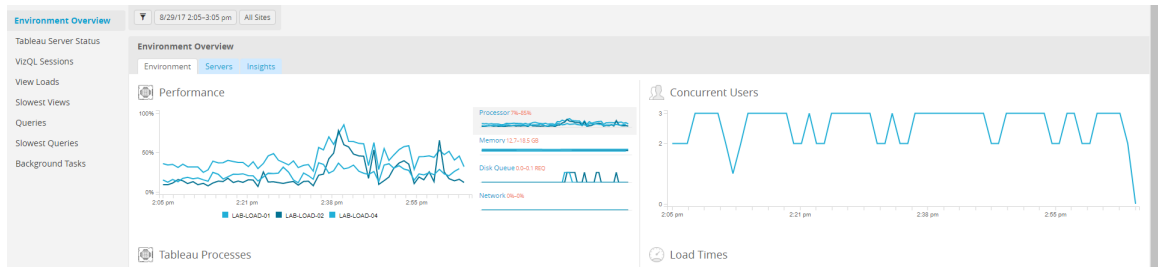 Environment Overview
Tableau Server Status
VizQL Sessions
View Loads
Slowest Views
Queries
Slowest Queries
Background Tasks
8/29/17 2:05–3:05 pm All Sites
Environment Overview
Environment Servers Insights
Performance
100%
50%
0%
2:05 pm 2:21 pm 2:38 pm 2:55 pm
LAB-LOAD-01 LAB-LOAD-02 LAB-LOAD-04
Processor 7%–85%
Memory 12.7–18.5 GB
Disk Queue 0.0–0.1 REQ
Network 0%–0%
Concurrent Users
3
2
0
2:05 pm 2:21 pm 2:38 pm 2:55 pm
Tableau Processes
Load Times